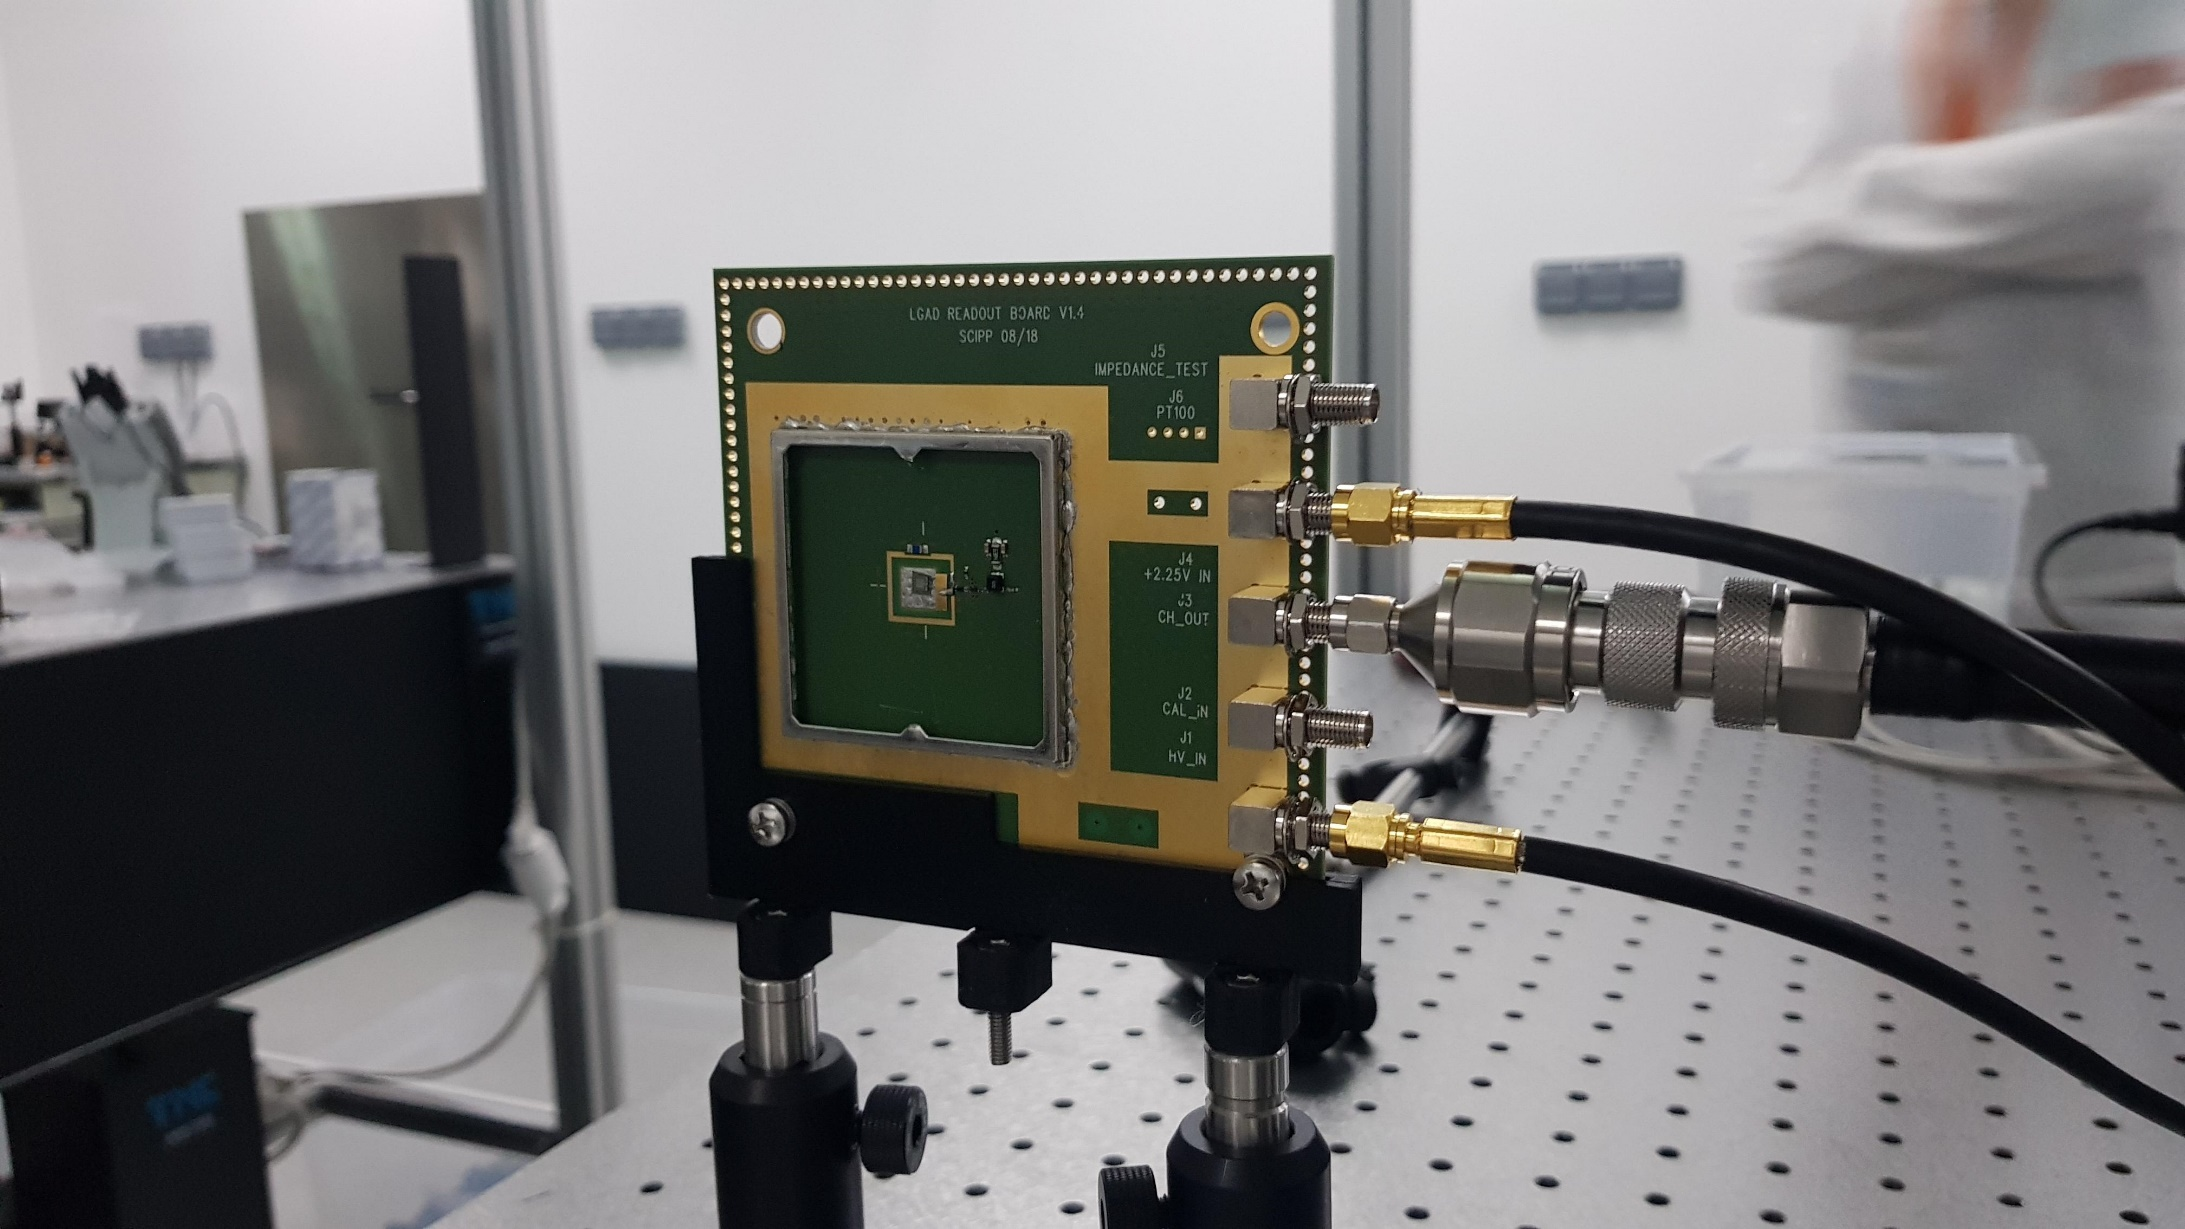 LGAD READOUT BOARD V1.4
SCIPP 08/18
J5
IMPEDANCE_TEST
J6
PT100
J4
+2.25V IN
J3
CH_OUT
J2
CAL_IN
J1
HV_IN